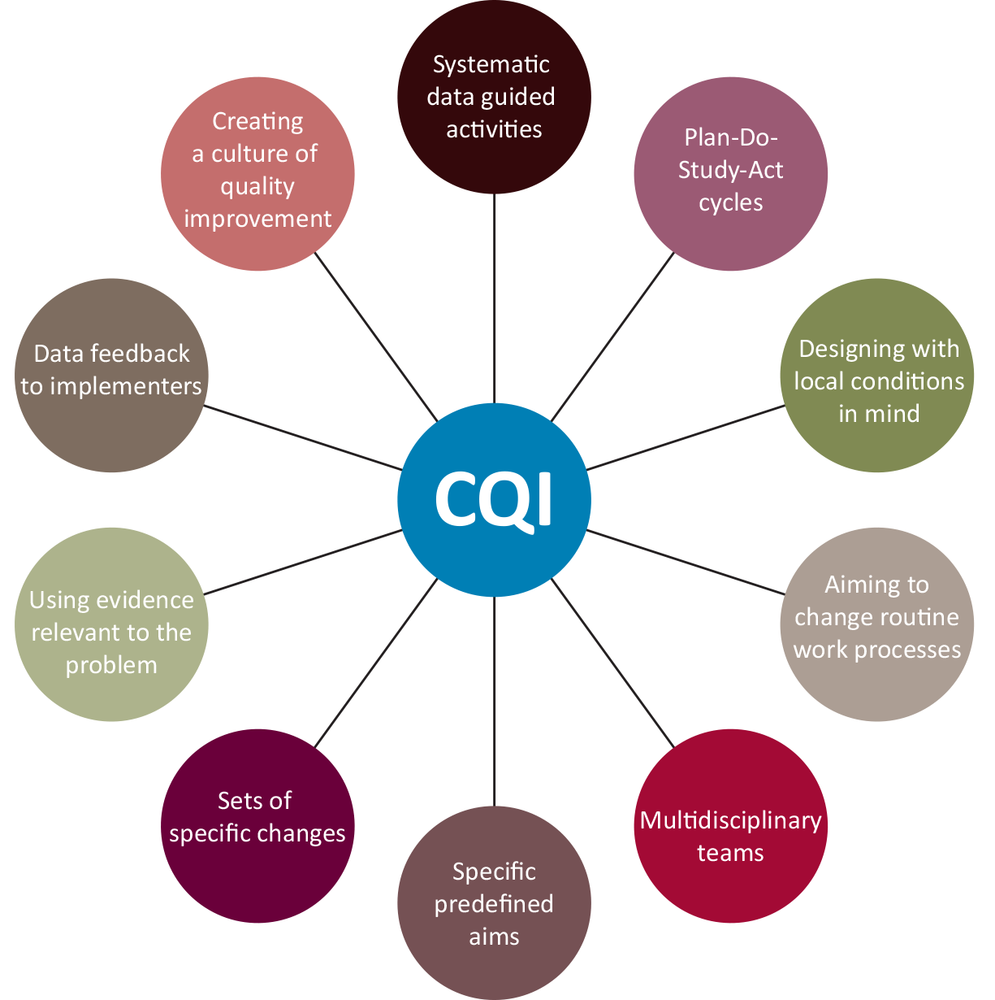 Systematic
data guided
activities
Plan-Do-
Study-Act
cycles
Designing with
local conditions
in mind
Aiming to
change routine
work processes
Multidisciplinary
teams
Specific
predefined
aims
Sets of
specific changes
Using evidence
relevant to the
problem
Data feedback
to implementers
Creating
a culture of
quality
improvement
CQI